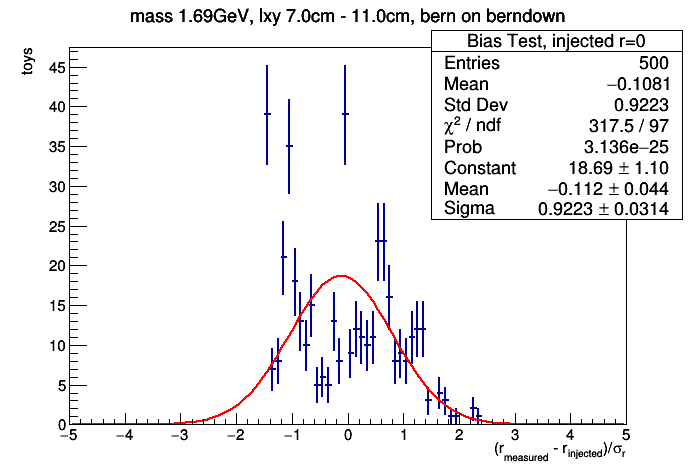 mass 1.69GeV, lxy 7.0cm - 11.0cm, bern on berndown
Bias Test, injected r=0
Entries 500
Mean −0.1081
Std Dev 0.9223
χ² / ndf 317.5 / 97
Prob 3.136e−25
Constant 18.69 ± 1.10
Mean −0.112 ± 0.044
Sigma 0.9223 ± 0.0314
toys
45
40
35
30
25
20
15
10
5
0
−5 −4 −3 −2 −1 0 1 2 3 4 5
(r_measured - r_injected)/σ_r